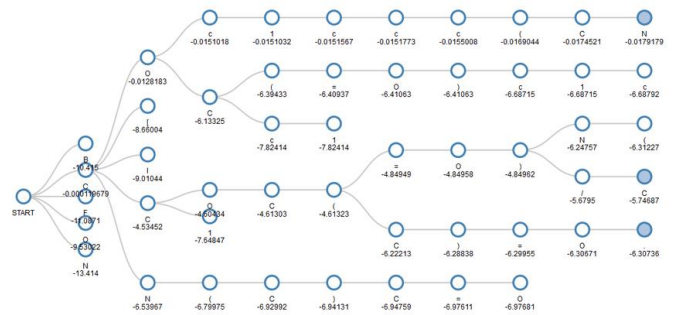 c 1 c c c ( C N
-0.0151018 -0.0151032 -0.0151567 -0.0151773 -0.0155008 -0.0169044 -0.0174521 -0.0179179
O
-0.0128183
( = O ) c 1 c
-6.39433 -6.40937 -6.41063 -6.41063 -6.68715 -6.68715 -6.68792
C
-6.13325
[
-8.66004
c 1
-7.82414 -7.82414
B
-10.415
I
-9.01044
= O ) N (
-4.84949 -4.84958 -4.84962 -6.24757 -6.31227
C
-0.000119679
START
F
-11.0871
C O C ( / C
-4.53452 -4.60434 -4.61303 -4.61323 -5.6795 -5.74687
O
-9.53022
1
-7.64847
C ) = O .
-6.22213 -6.28838 -6.29955 -6.30671 -6.30736
N
-13.414
N ( C ) C = O
-6.53967 -6.79975 -6.92992 -6.94131 -6.94759 -6.97611 -6.97681